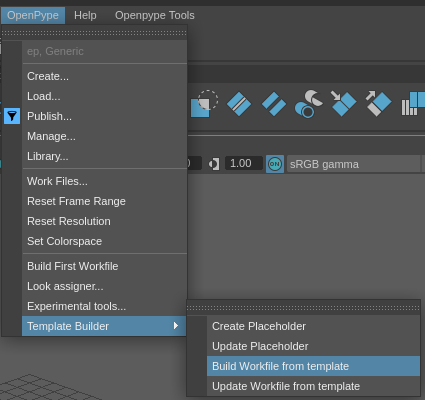 OpenPype Help Openpype Tools
ep, Generic
Create...
Load...
Publish...
Manage...
Library...
1.00 ON sRGB gamma
Work Files...
Reset Frame Range
Reset Resolution
Set Colorspace
Build First Workfile
Look assigner...
Experimental tools...
Template Builder
Create Placeholder
Update Placeholder
Build Workfile from template
Update Workfile from template